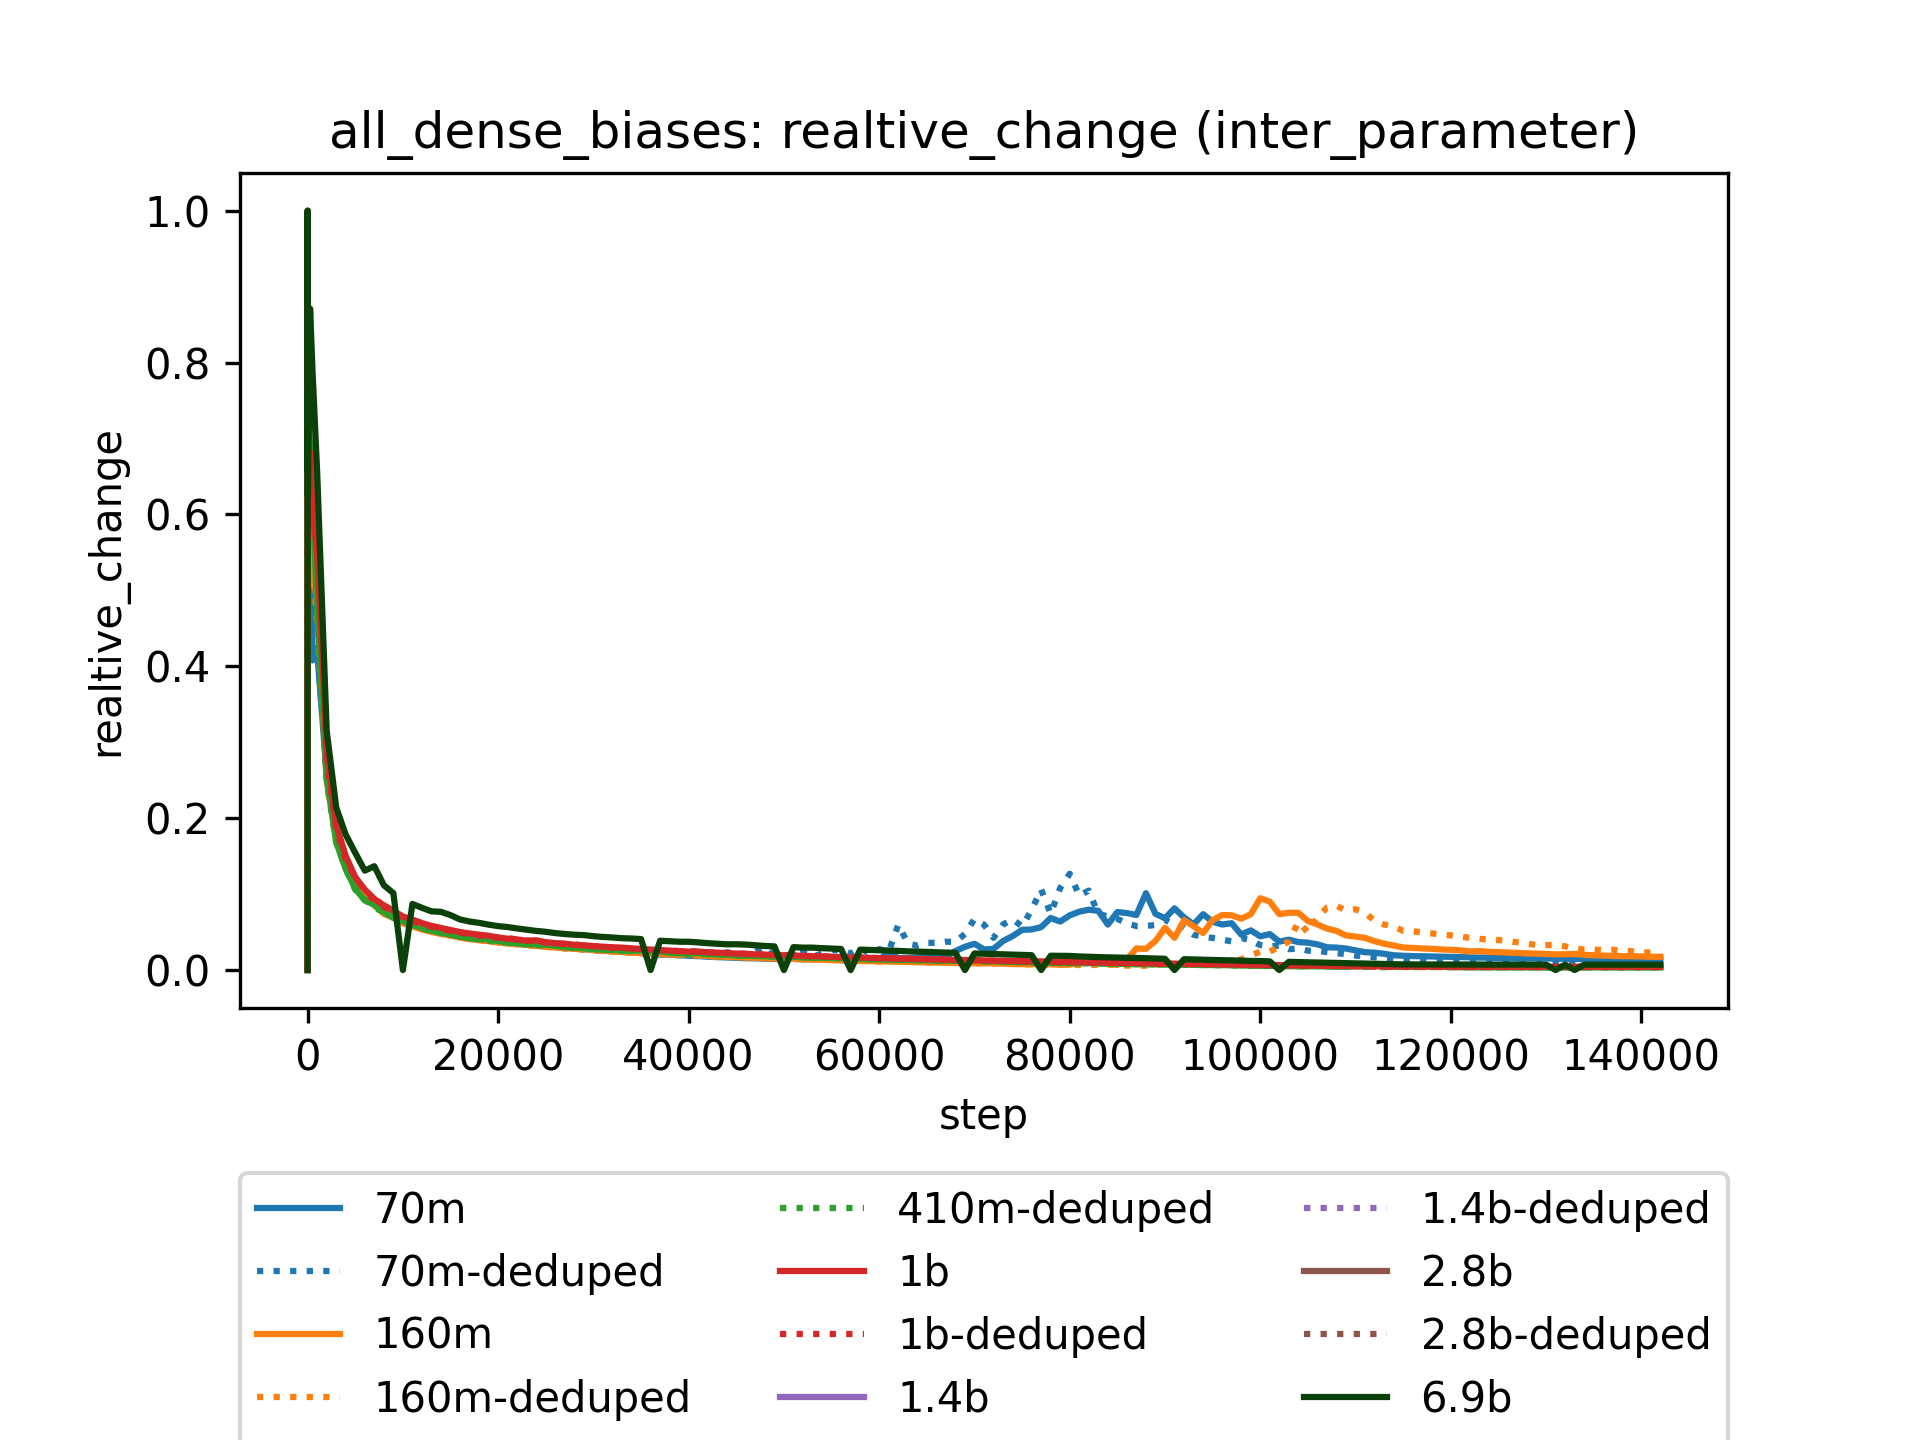 all_dense_biases: realtive_change (inter_parameter)
realtive_change
1.0
0.8
0.6
0.4
0.2
0.0
0 20000 40000 60000 80000 100000 120000 140000
step
70m 410m-deduped 1.4b-deduped
70m-deduped 1b 2.8b
160m 1b-deduped 2.8b-deduped
160m-deduped 1.4b 6.9b